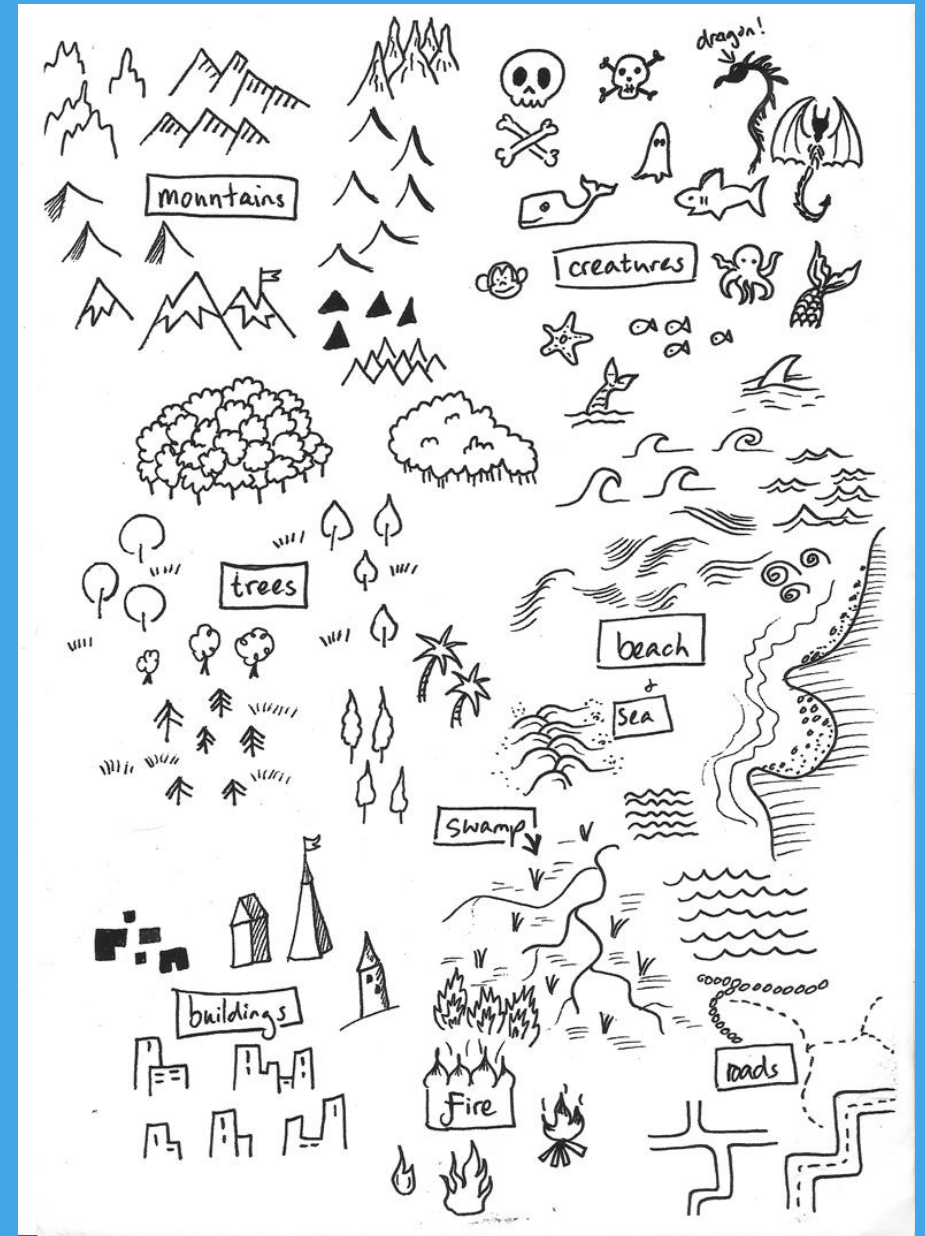 dragon!
mountains
creatures
trees
beach
&
sea
swamp
buildings
roads
fire